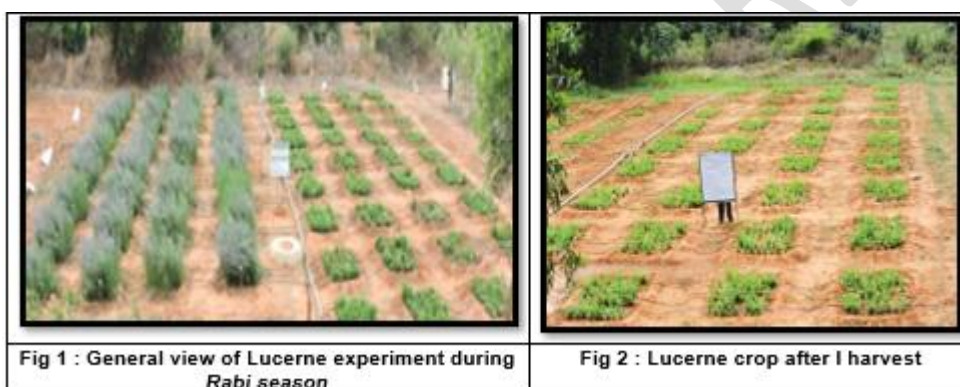 Fig 1 : General view of Lucerne experiment during
Rabi season
Fig 2 : Lucerne crop after I harvest